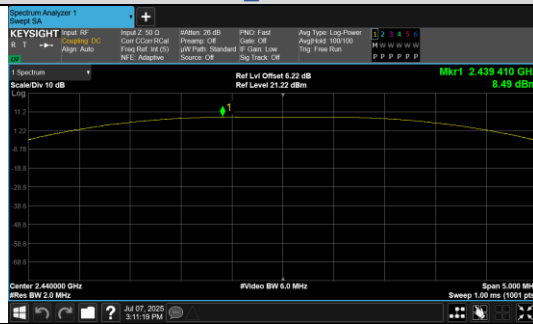 Spectrum Analyzer 1
Swept SA
+
KEYSIGHT Input: RF Input Z: 50 Ω #Atten: 26 dB PNO: Fast Avg Type: Log-Power 1 2 3 4 5 6
R T Coupling: DC Corr CCorr RCal Preamp: Off Gate: Off Avg|Hold: 100/100 M W W W W W
Align: Auto Freq Ref: Int (S) µW Path: Standard IF Gain: Low Trig: Free Run P P P P P P
NFE: Adaptive Source: Off Sig Track: Off
1 Spectrum
Ref Lvl Offset 6.22 dB Mkr1 2.439 410 GH
Scale/Div 10 dB Ref Level 21.22 dBm 8.49 dBm
Log
1
11.2
1.22
-8.78
-18.8
-28.8
-38.8
-48.8
-58.8
-68.8
Center 2.440000 GHz #Video BW 6.0 MHz Span 5.000 MH
#Res BW 2.0 MHz Sweep 1.00 ms (1001 pts
? Jul 07, 2025
3:11:19 PM